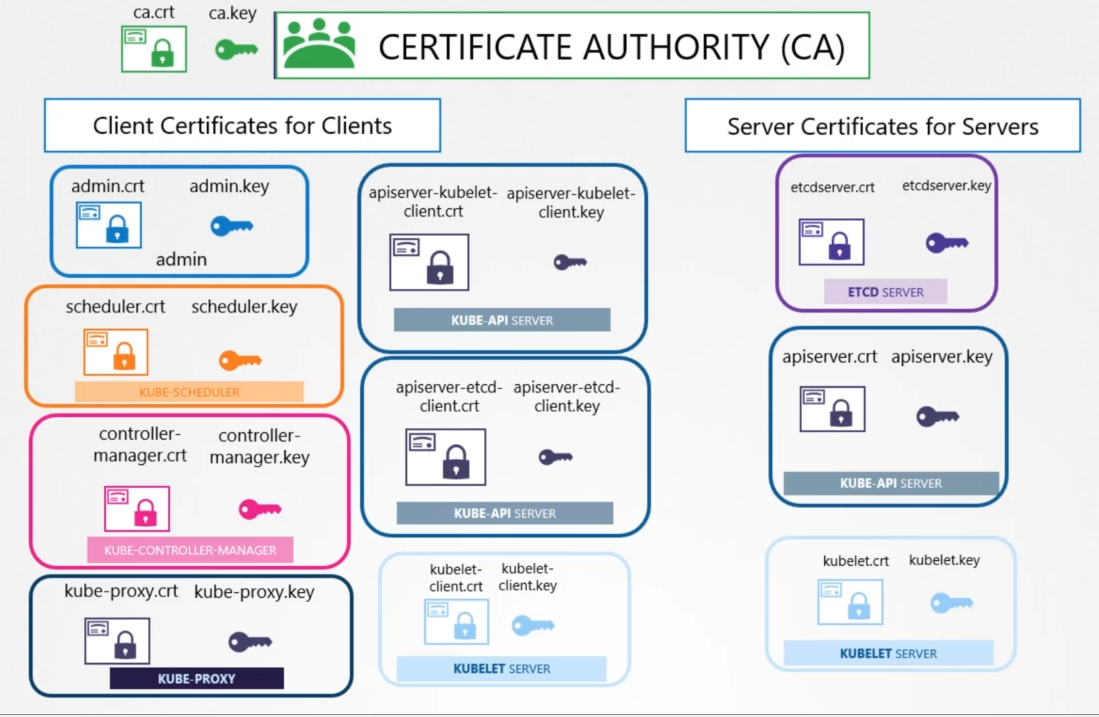 ca.crt
ca.key
CERTIFICATE AUTHORITY (CA)
Client Certificates for Clients
admin.crt
admin.key
admin
scheduler.crt
scheduler.key
KUBE-SCHEDULER
controller-
manager.crt
controller-
manager.key
KUBE-CONTROLLER-MANAGER
kube-proxy.crt
kube-proxy.key
KUBE-PROXY
apiserver-kubelet-
client.crt
apiserver-kubelet-
client.key
KUBE-API SERVER
apiserver-etcd-
client.crt
apiserver-etcd-
client.key
KUBE-API SERVER
kubelet-
client.crt
kubelet-
client.key
KUBELET SERVER
Server Certificates for Servers
etcdserver.crt
etcdserver.key
ETCD SERVER
apiserver.crt
apiserver.key
KUBE-API SERVER
kubelet.crt
kubelet.key
KUBELET SERVER